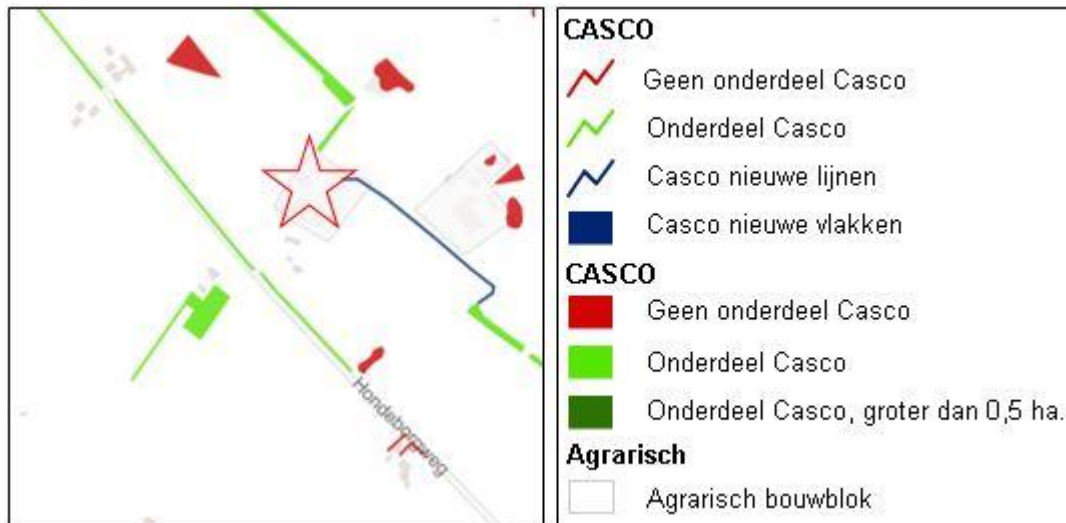 Hondebornweg
CASCO
Geen onderdeel Casco
Onderdeel Casco
Casco nieuwe lijnen
Casco nieuwe vlakken
CASCO
Geen onderdeel Casco
Onderdeel Casco
Onderdeel Casco, groter dan 0,5 ha.
Agrarisch
Agrarisch bouwblok